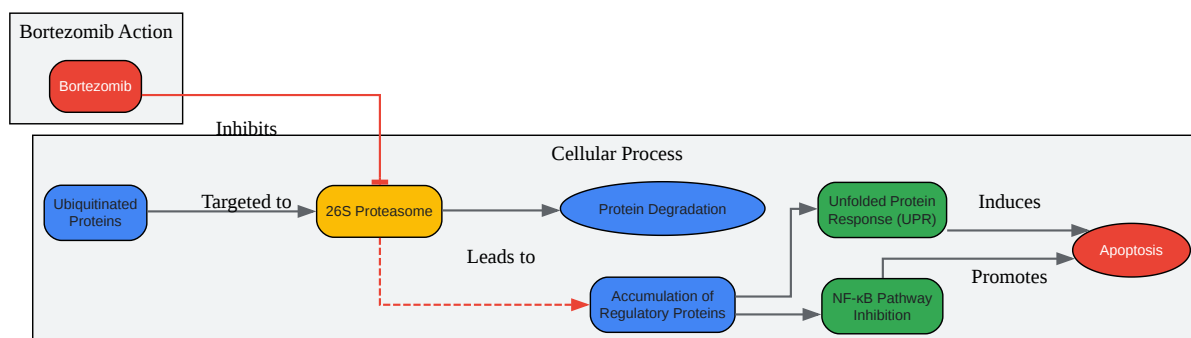 Bortezomib Action
Bortezomib
Inhibits
Cellular Process
Ubiquitinated
Proteins
Targeted to
26S Proteasome
Protein Degradation
Unfolded Protein
Response (UPR)
Induces
Apoptosis
Leads to
Accumulation of
Regulatory Proteins
NF-κB Pathway
Inhibition
Promotes